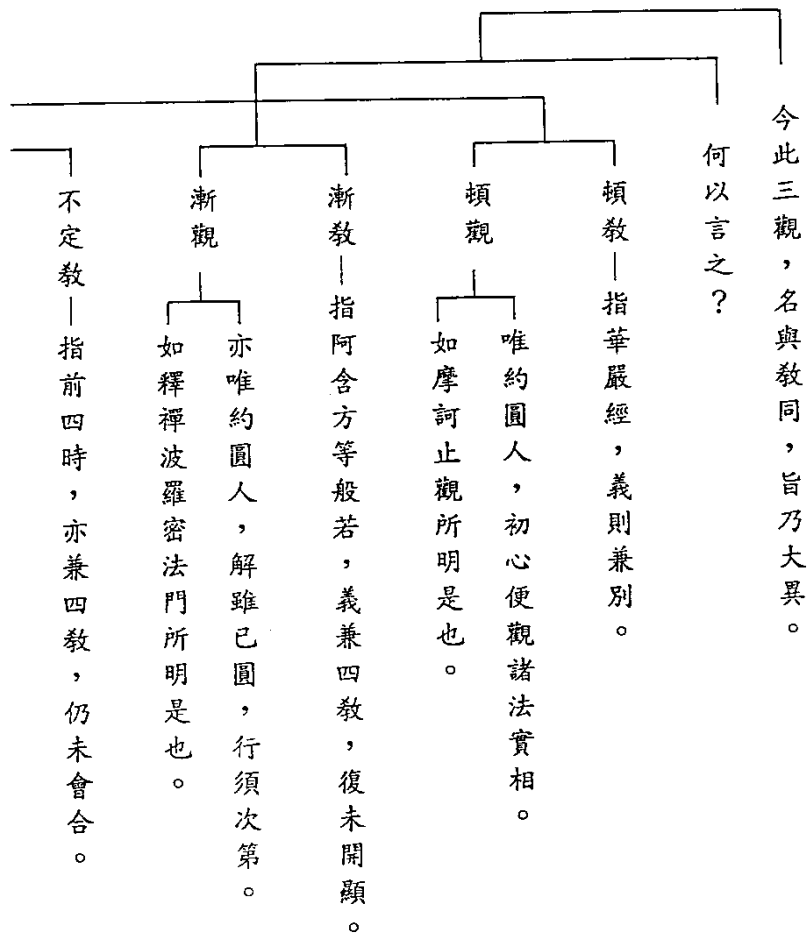 今此三觀，名與教同，旨乃大異。
何以言之？
頓教—指華嚴經，義則兼別。
頓觀
唯約圓人，初心便觀諸法實相。
如摩訶止觀所明是也。
漸教—指阿含方等般若，義兼四教，復未開顯。
漸觀
亦唯約圓人，解雖已圓，行須次第。
如釋禪波羅密法門所明是也。
不定教—指前四時，亦兼四教，仍未會合。